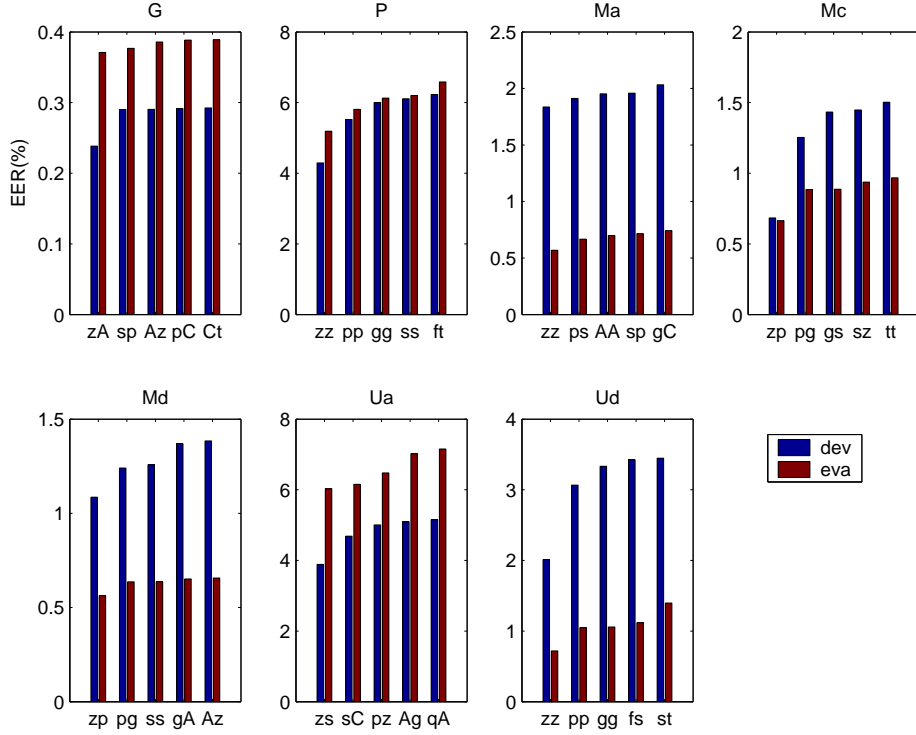 G
P
Ma
Mc
EER(%)
0.4
0.3
0.2
0.1
0
zA sp Az pC Ct
8
6
4
2
0
zz pp gg ss ft
2.5
2
1.5
1
0.5
0
zz ps AA sp gC
2
1.5
1
0.5
0
zp pg gs sz tt
Md
Ua
Ud
1.5
1
0.5
0
zp pg ss gA Az
8
6
4
2
0
zs sC pz Ag qA
4
3
2
1
0
zz pp gg fs st
dev
eva